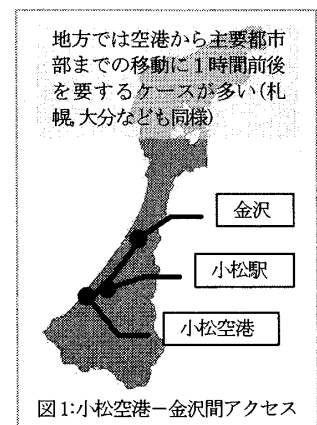 地方では空港から主要都市
部までの移動に1時間前後
を要するケースが多い(札
幌,大分なども同様)
金沢
小松駅
小松空港
図1:小松空港－金沢間アクセス